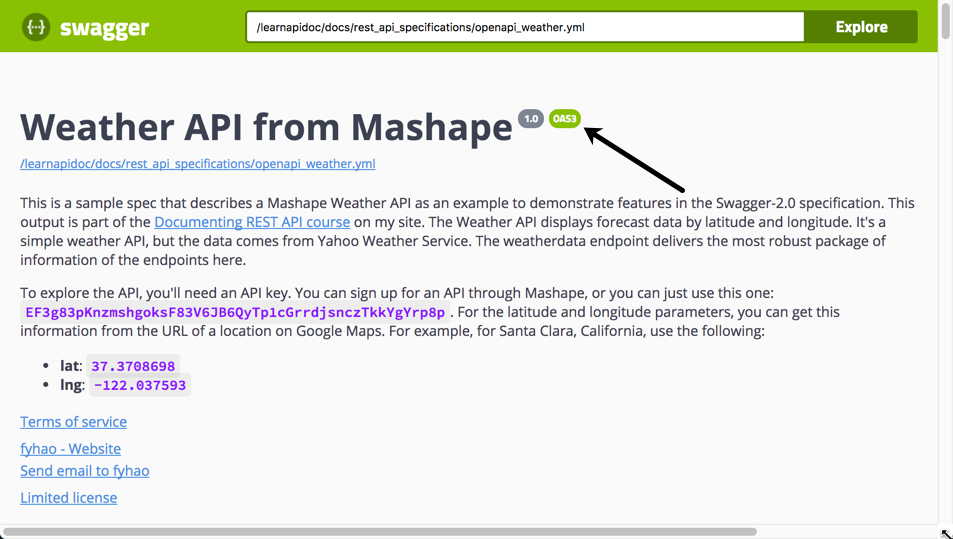 swagger
/learnapidoc/docs/rest_api_specifications/openapi_weather.yml
Explore
Weather API from Mashape 1.0 OAS3
/learnapidoc/docs/rest_api_specifications/openapi_weather.yml
This is a sample spec that describes a Mashape Weather API as an example to demonstrate features in the Swagger-2.0 specification. This
output is part of the Documenting REST API course on my site. The Weather API displays forecast data by latitude and longitude. It's a
simple weather API, but the data comes from Yahoo Weather Service. The weatherdata endpoint delivers the most robust package of
information of the endpoints here.
To explore the API, you'll need an API key. You can sign up for an API through Mashape, or you can just use this one:
EF3g83pKnzmshgoksF83V6JB6QyTp1cGrrdjsnczTkkYgYrp8p . For the latitude and longitude parameters, you can get this
information from the URL of a location on Google Maps. For example, for Santa Clara, California, use the following:
• lat: 37.3708698
• lng: -122.037593
Terms of service
fyhao - Website
Send email to fyhao
Limited license